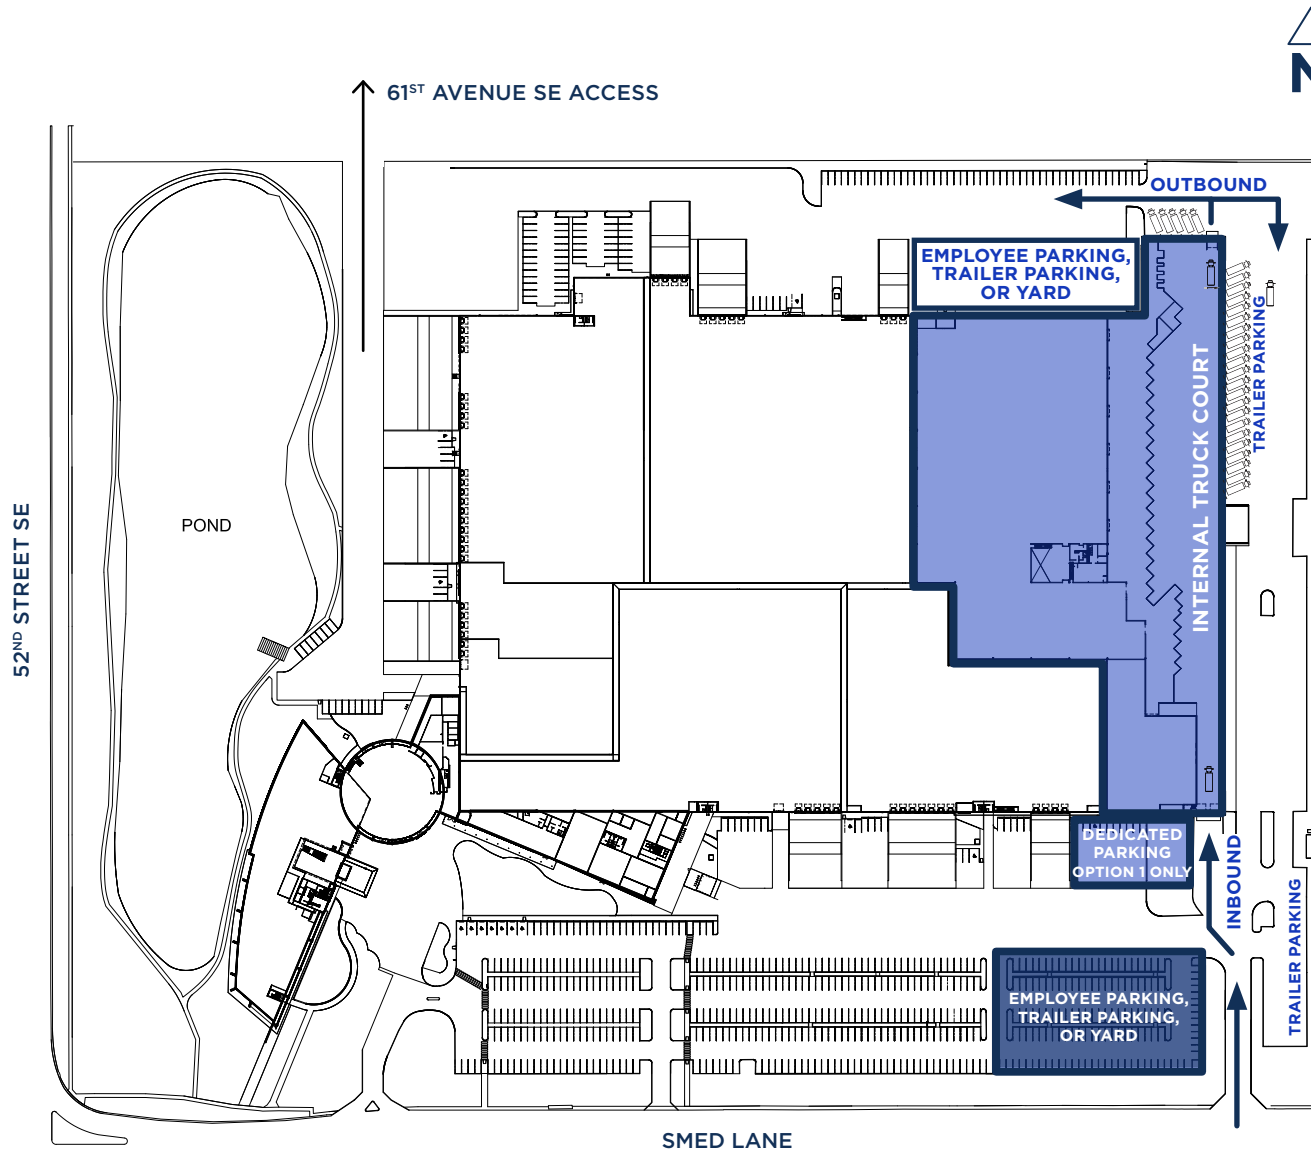 N
61ST AVENUE SE ACCESS
OUTBOUND
EMPLOYEE PARKING,
TRAILER PARKING,
OR YARD
TRAILER PARKING
INTERNAL TRUCK COURT
POND
52ND STREET SE
DEDICATED
PARKING
OPTION 1 ONLY
INBOUND
TRAILER PARKING
EMPLOYEE PARKING,
TRAILER PARKING,
OR YARD
SMED LANE